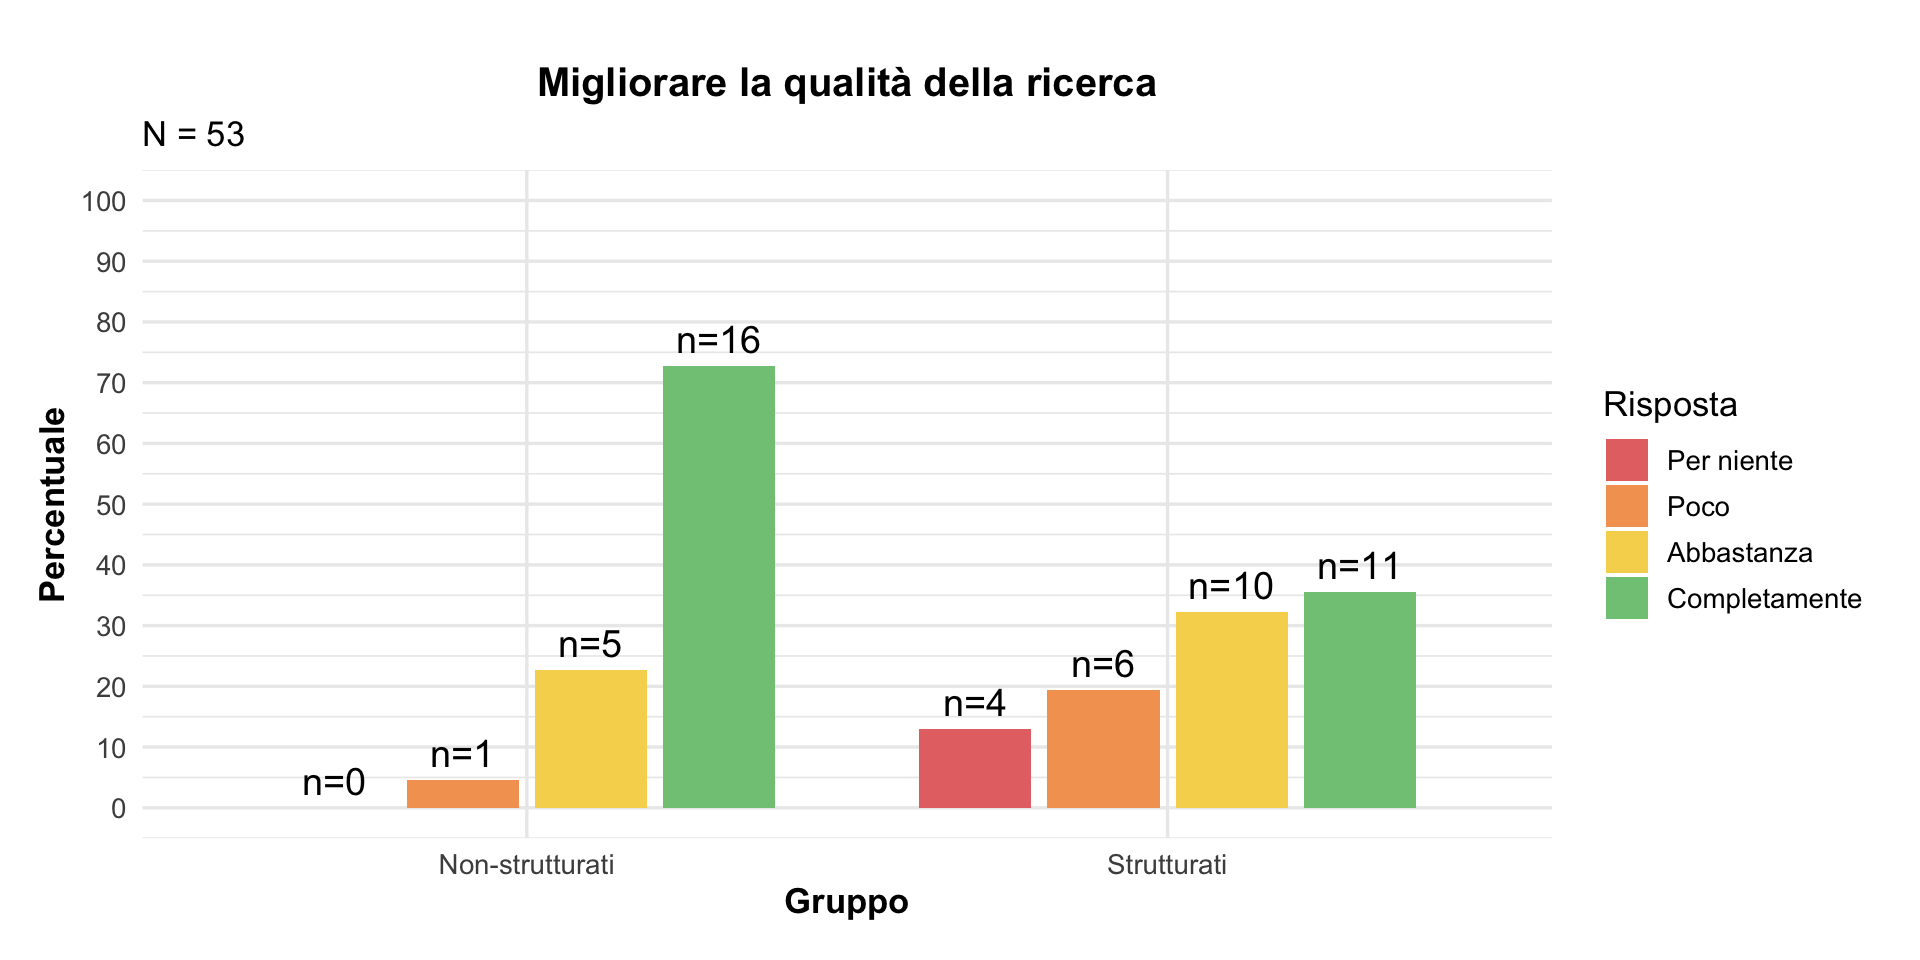 Migliorare la qualità della ricerca
N = 53
100
90
80
70
60
50
40
30
20
10
0
Percentuale
n=0
n=1
n=5
n=16
n=4
n=6
n=10
n=11
Non-strutturati
Strutturati
Gruppo
Risposta
Per niente
Poco
Abbastanza
Completamente